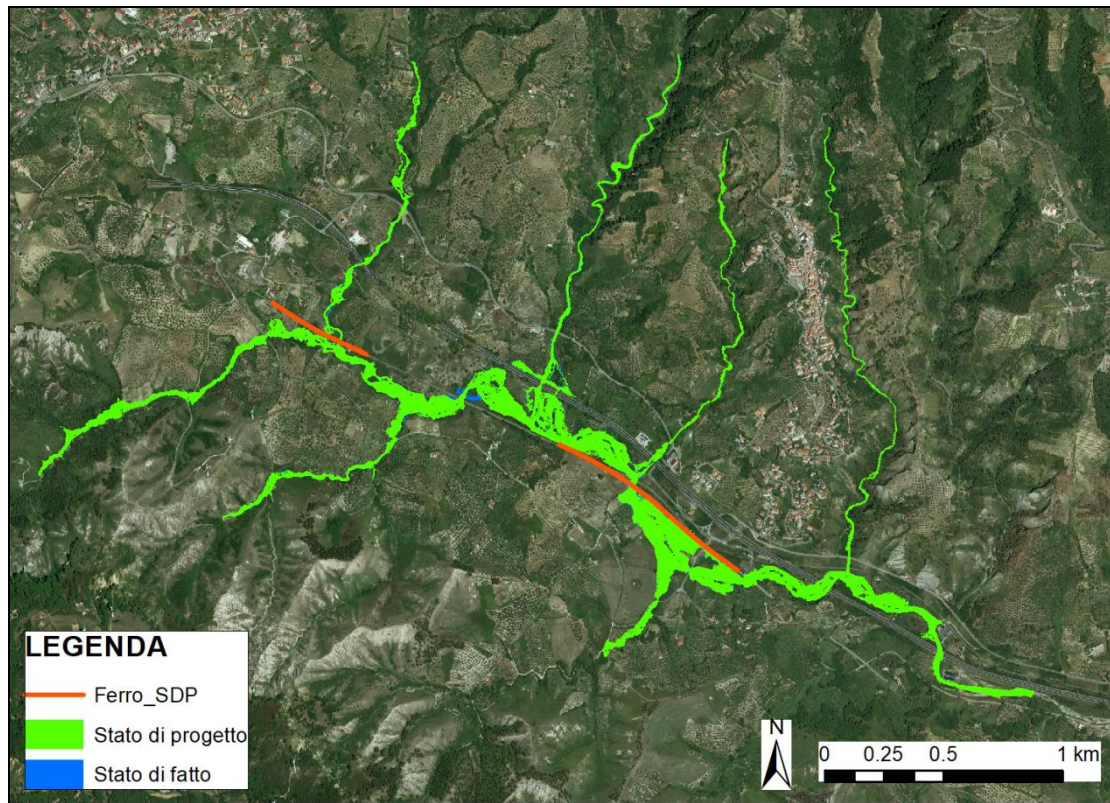 LEGENDA
Ferro_SDP
Stato di progetto
Stato di fatto
N
0 0.25 0.5 1 km